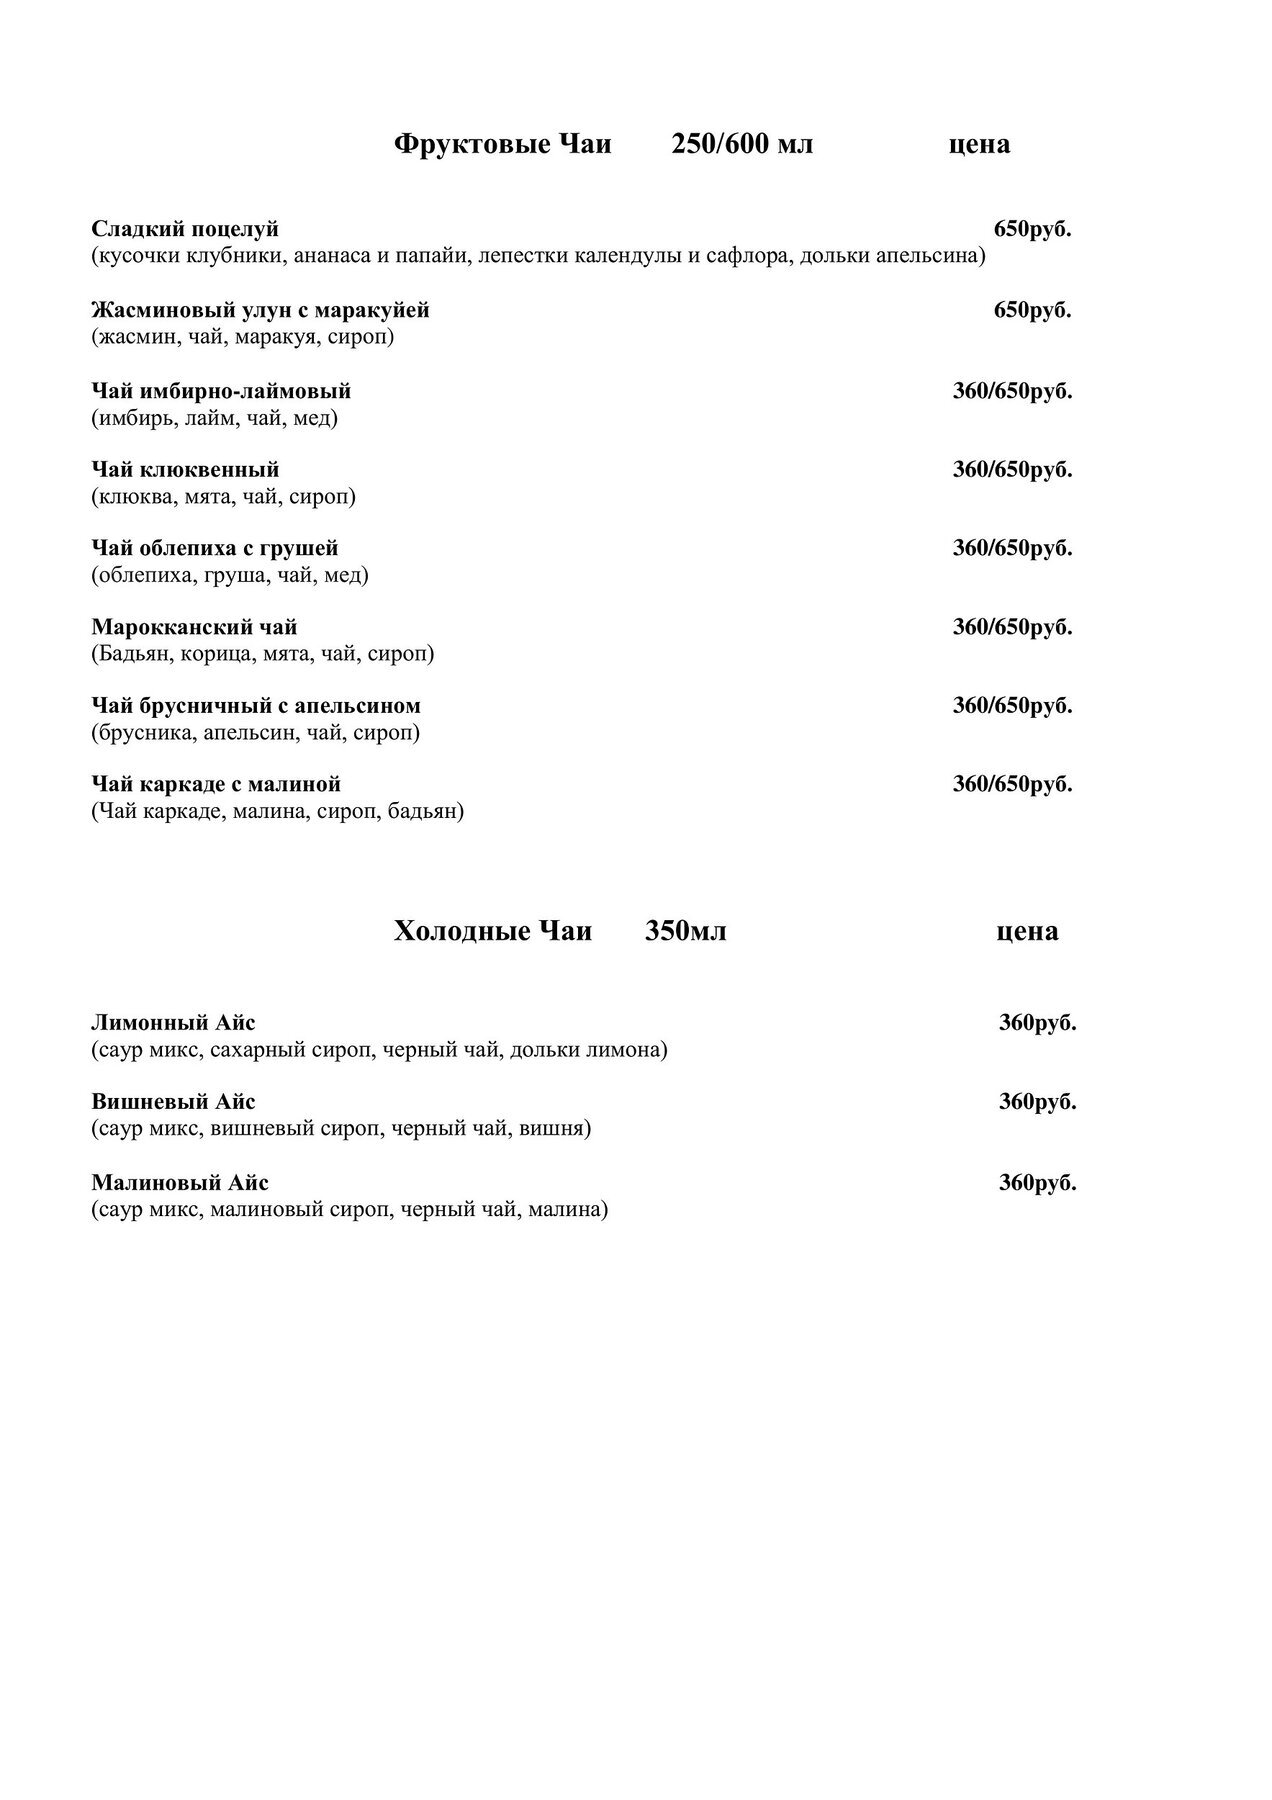 Фруктовые Чаи 250/600 мл цена
Сладкий поцелуй 650руб.
(кусочки клубники, ананаса и папайи, лепестки календулы и сафлора, дольки апельсина)
Жасминовый улун с маракуйей 650руб.
(жасмин, чай, маракуя, сироп)
Чай имбирно-лаймовый 360/650руб.
(имбирь, лайм, чай, мед)
Чай клюквенный 360/650руб.
(клюква, мята, чай, сироп)
Чай облепиха с грушей 360/650руб.
(облепиха, груша, чай, мед)
Марокканский чай 360/650руб.
(Бадьян, корица, мята, чай, сироп)
Чай брусничный с апельсином 360/650руб.
(брусника, апельсин, чай, сироп)
Чай каркаде с малиной 360/650руб.
(Чай каркаде, малина, сироп, бадьян)
Холодные Чаи 350мл цена
Лимонный Айс 360руб.
(саур микс, сахарный сироп, черный чай, дольки лимона)
Вишневый Айс 360руб.
(саур микс, вишневый сироп, черный чай, вишня)
Малиновый Айс 360руб.
(саур микс, малиновый сироп, черный чай, малина)